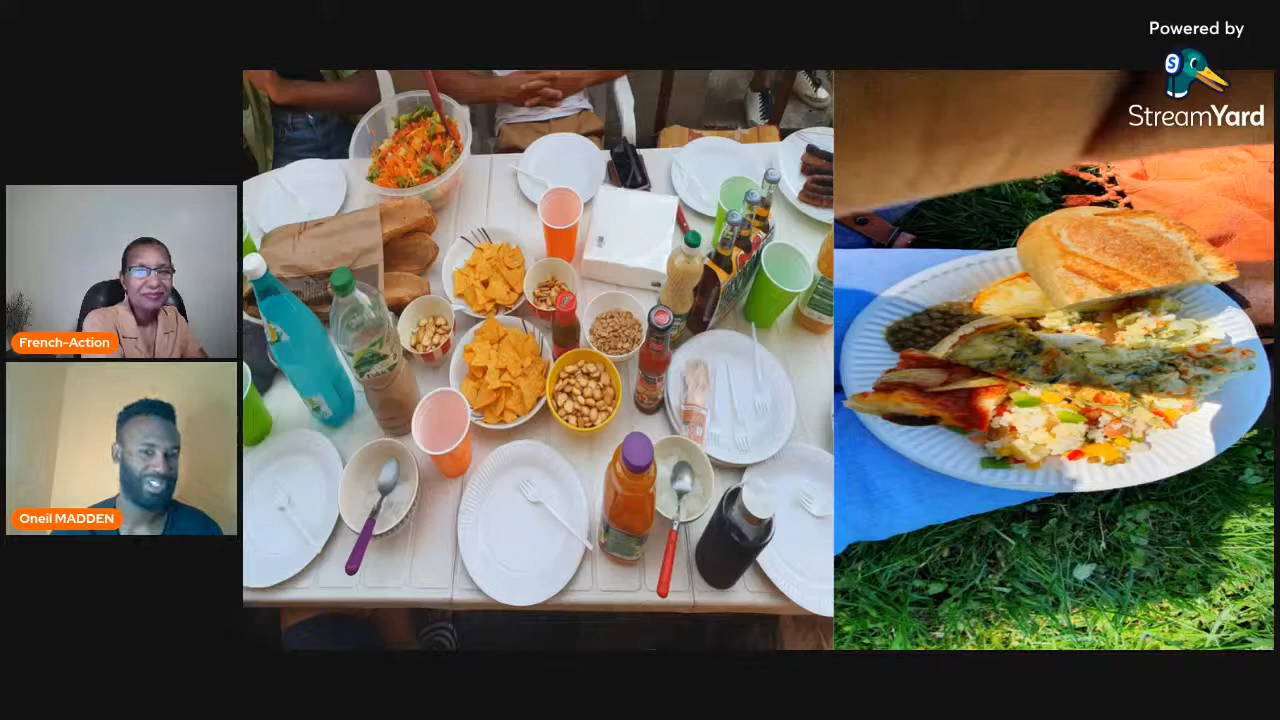 Powered by
S
StreamYard
French-Action
Oneil MADDEN